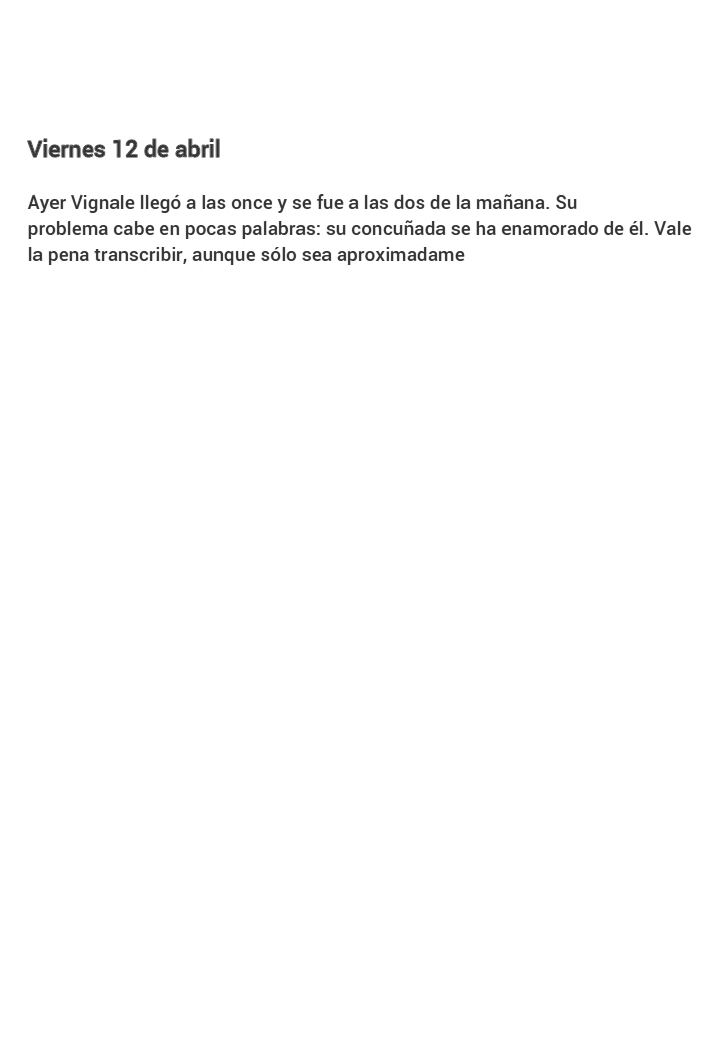 Viernes 12 de abril
Ayer Vignale llegó a las once y se fue a las dos de la mañana. Su
problema cabe en pocas palabras: su concuñada se ha enamorado de él. Vale
la pena transcribir, aunque sólo sea aproximadame